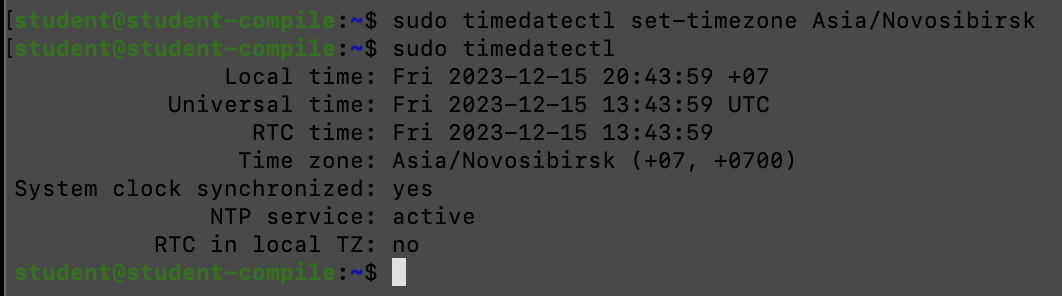 [student@student-compile:~$ sudo timedatectl set-timezone Asia/Novosibirsk
[student@student-compile:~$ sudo timedatectl
Local time: Fri 2023-12-15 20:43:59 +07
Universal time: Fri 2023-12-15 13:43:59 UTC
RTC time: Fri 2023-12-15 13:43:59
Time zone: Asia/Novosibirsk (+07, +0700)
System clock synchronized: yes
NTP service: active
RTC in local TZ: no
student@student-compile:~$